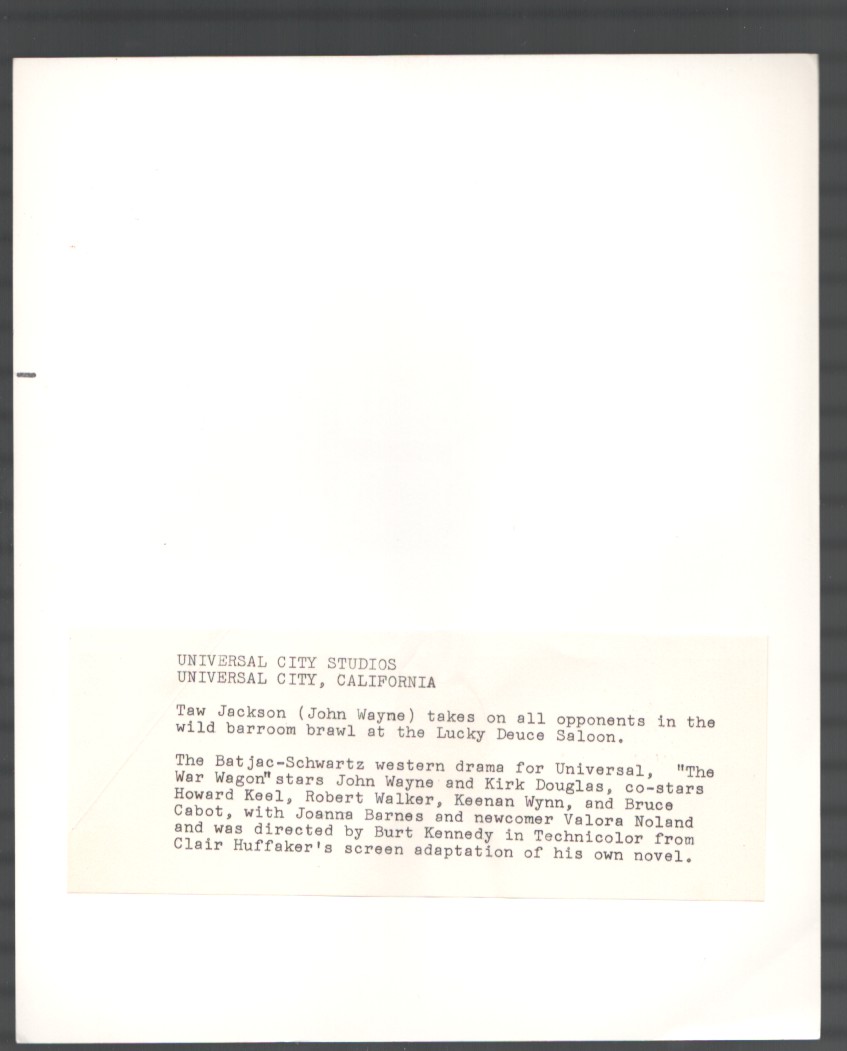 UNIVERSAL CITY STUDIOS
UNIVERSAL CITY, CALIFORNIA
Taw Jackson (John Wayne) takes on all opponents in the
wild barroom brawl at the Lucky Deuce Saloon.
The Batjac-Schwartz western drama for Universal, "The
War Wagon" stars John Wayne and Kirk Douglas, co-stars
Howard Keel, Robert Walker, Keenan Wynn, and Bruce
Cabot, with Joanna Barnes and newcomer Valora Noland
and was directed by Burt Kennedy in Technicolor from
Clair Huffaker's screen adaptation of his own novel.